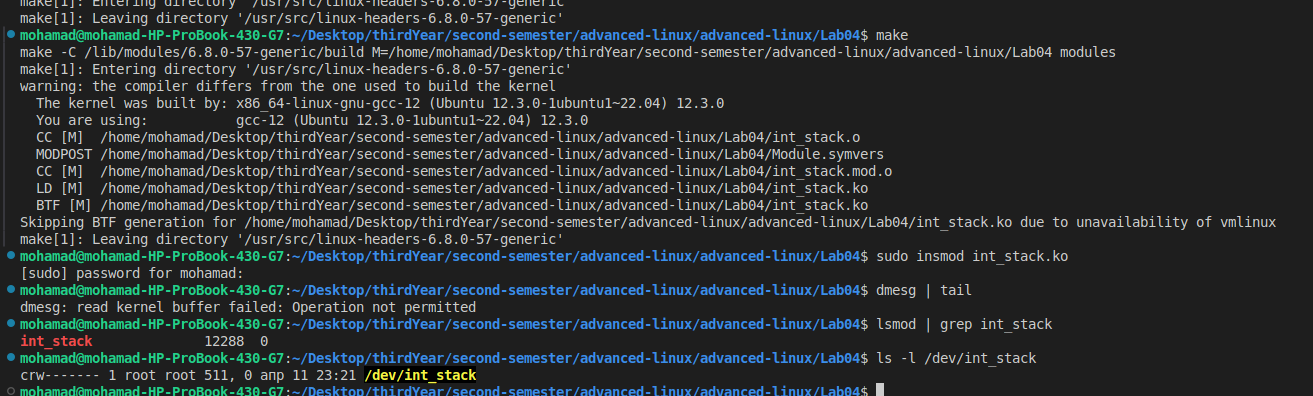 make[1]: Entering directory '/usr/src/linux-headers-6.8.0-57-generic'
make[1]: Leaving directory '/usr/src/linux-headers-6.8.0-57-generic'
mohamad@mohamad-HP-ProBook-430-G7:~/Desktop/thirdYear/second-semester/advanced-linux/advanced-linux/Lab04$ make
make -C /lib/modules/6.8.0-57-generic/build M=/home/mohamad/Desktop/thirdYear/second-semester/advanced-linux/advanced-linux/Lab04 modules
make[1]: Entering directory '/usr/src/linux-headers-6.8.0-57-generic'
warning: the compiler differs from the one used to build the kernel
  The kernel was built by: x86_64-linux-gnu-gcc-12 (Ubuntu 12.3.0-1ubuntu1~22.04) 12.3.0
  You are using:           gcc-12 (Ubuntu 12.3.0-1ubuntu1~22.04) 12.3.0
  CC [M]  /home/mohamad/Desktop/thirdYear/second-semester/advanced-linux/advanced-linux/Lab04/int_stack.o
  MODPOST /home/mohamad/Desktop/thirdYear/second-semester/advanced-linux/advanced-linux/Lab04/Module.symvers
  CC [M]  /home/mohamad/Desktop/thirdYear/second-semester/advanced-linux/advanced-linux/Lab04/int_stack.mod.o
  LD [M]  /home/mohamad/Desktop/thirdYear/second-semester/advanced-linux/advanced-linux/Lab04/int_stack.ko
  BTF [M] /home/mohamad/Desktop/thirdYear/second-semester/advanced-linux/advanced-linux/Lab04/int_stack.ko
Skipping BTF generation for /home/mohamad/Desktop/thirdYear/second-semester/advanced-linux/advanced-linux/Lab04/int_stack.ko due to unavailability of vmlinux
make[1]: Leaving directory '/usr/src/linux-headers-6.8.0-57-generic'
mohamad@mohamad-HP-ProBook-430-G7:~/Desktop/thirdYear/second-semester/advanced-linux/advanced-linux/Lab04$ sudo insmod int_stack.ko
[sudo] password for mohamad:
mohamad@mohamad-HP-ProBook-430-G7:~/Desktop/thirdYear/second-semester/advanced-linux/advanced-linux/Lab04$ dmesg | tail
dmesg: read kernel buffer failed: Operation not permitted
mohamad@mohamad-HP-ProBook-430-G7:~/Desktop/thirdYear/second-semester/advanced-linux/advanced-linux/Lab04$ lsmod | grep int_stack
int_stack              12288  0
mohamad@mohamad-HP-ProBook-430-G7:~/Desktop/thirdYear/second-semester/advanced-linux/advanced-linux/Lab04$ ls -l /dev/int_stack
crw------- 1 root root 511, 0 апр 11 23:21 /dev/int_stack
mohamad@mohamad-HP-ProBook-430-G7:~/Desktop/thirdYear/second-semester/advanced-linux/advanced-linux/Lab04$